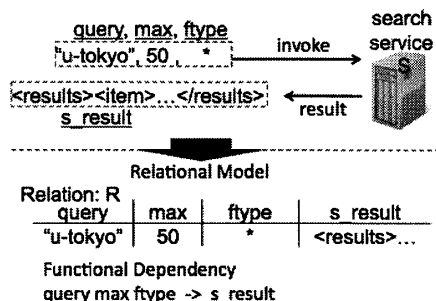 query, max, ftype
"u-tokyo", 50 , *
invoke
search
service
S
<results><item>...</results>
result
s_result
Relational Model
Relation: R
query max ftype s_result
"u-tokyo" 50 * <results>...
Functional Dependency
query max ftype -> s_result